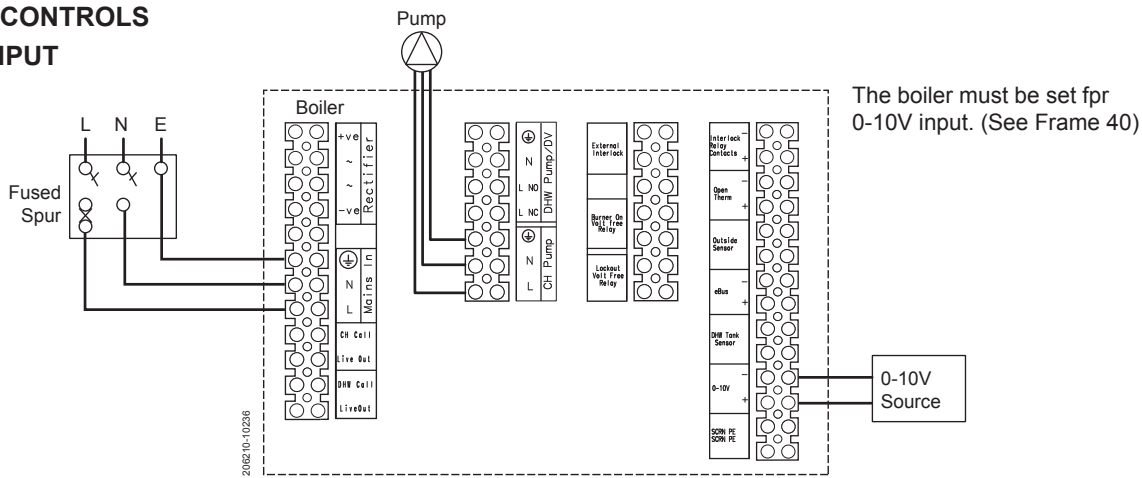 CONTROLS
IPUT
Pump
The boiler must be set fpr
0-10V input. (See Frame 40)
L N E
Fused
Spur
Boiler
+ve
~
~
-ve
Rectifier
N
L
Mains In
CH Call
Live Out
DHW Call
LiveOut
N
L NO
L NC
DHW Pump/DV
N
L
CH Pump
External
Interlock
Burner On
Volt free
Relay
Lockout
Volt Free
Relay
Interlock -
Relay
Contacts +
Open -
Therm +
Outside
Sensor
eBus - +
DHW Tank
Sensor
0-10V - +
SCRN PE
SCRN PE
0-10V
Source
206210-10236